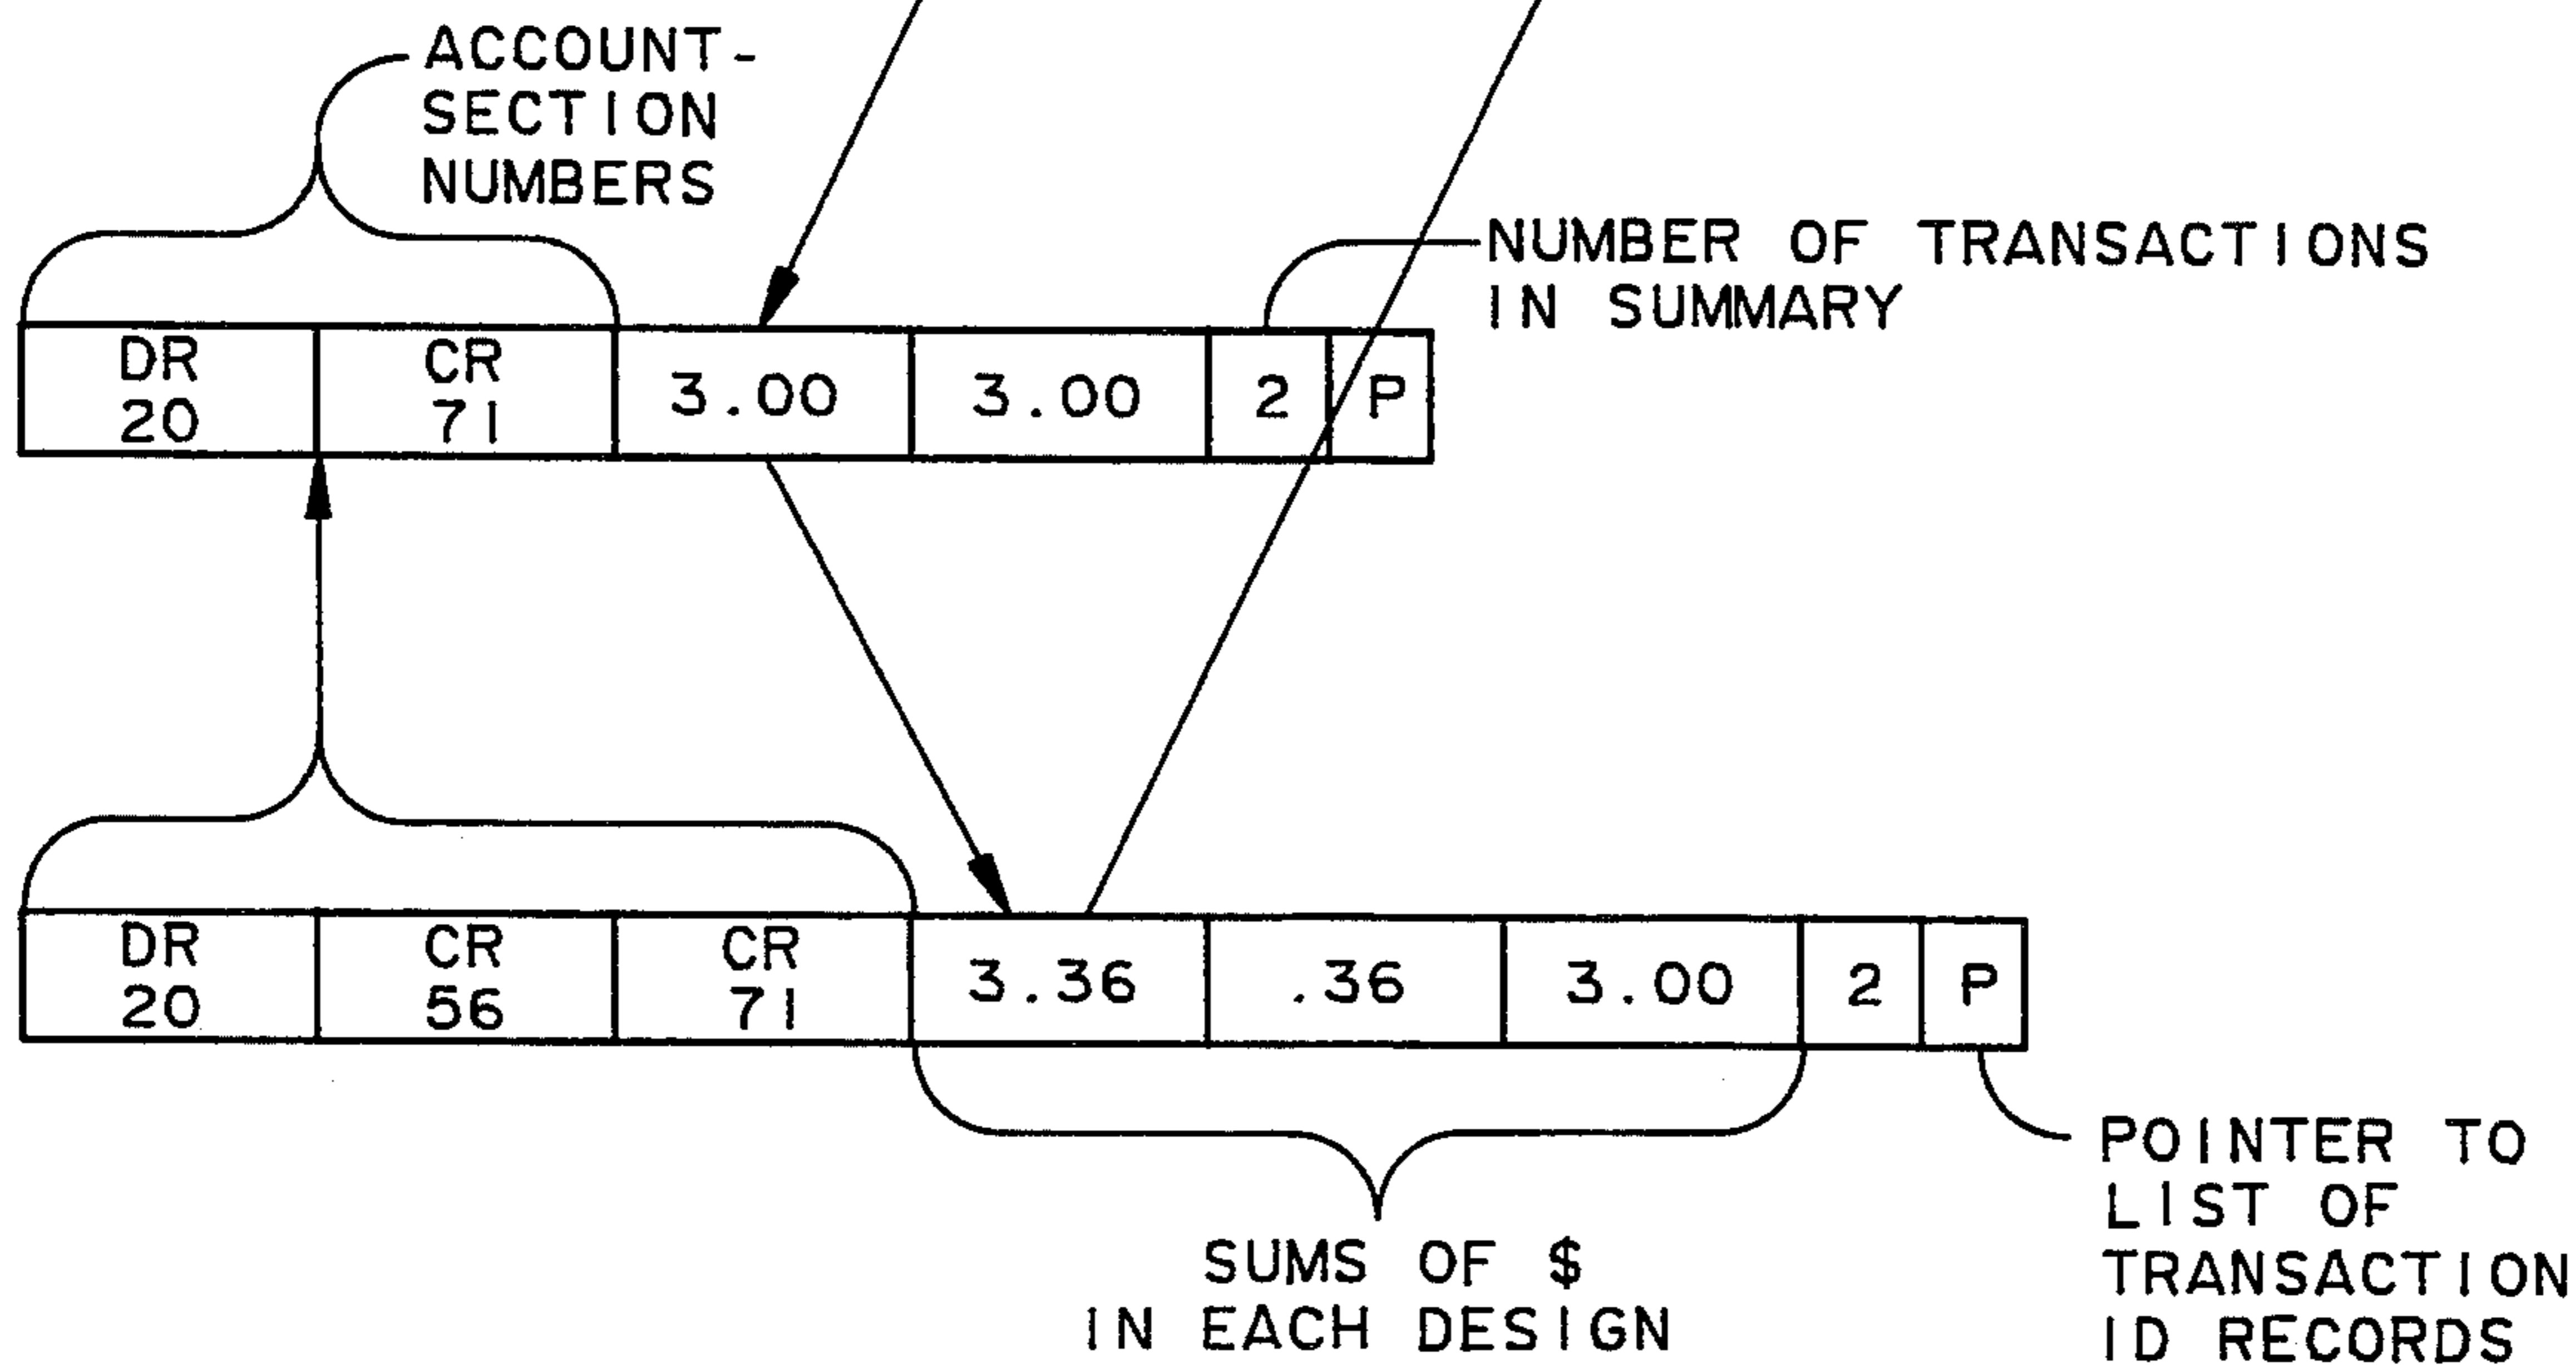 ACCOUNT-
SECTION
NUMBERS
NUMBER OF TRANSACTIONS
IN SUMMARY
DR CR
20 71 3.00 3.00 2 P
DR CR CR
20 56 71 3.36 .36 3.00 2 P
SUMS OF $
IN EACH DESIGN
POINTER TO
LIST OF
TRANSACTION
ID RECORDS